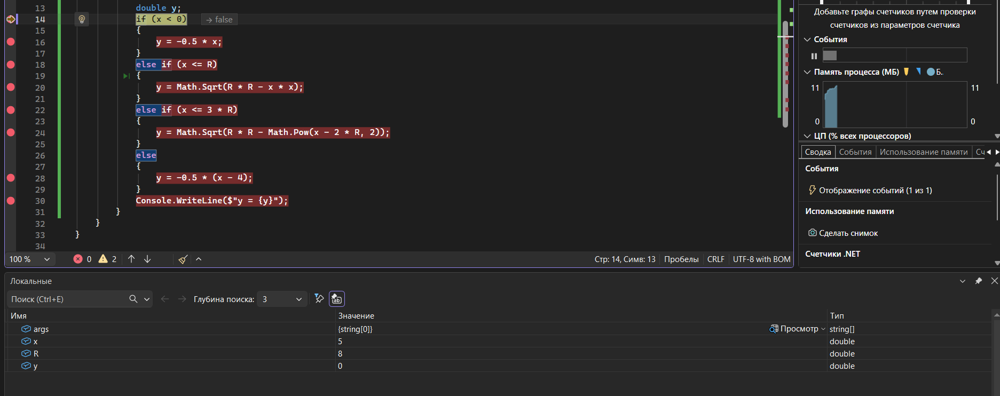 13 double y;
14 if (x < 0) → false
15 {
16 y = -0.5 * x;
17 }
18 else if (x <= R)
19 {
20 y = Math.Sqrt(R * R - x * x);
21 }
22 else if (x <= 3 * R)
23 {
24 y = Math.Sqrt(R * R - Math.Pow(x - 2 * R, 2));
25 }
26 else
27 {
28 y = -0.5 * (x - 4);
29 }
30 Console.WriteLine($"y = {y}");
31 }
32 }
33 }
34
100 % 0 2 Стр: 14, Симв: 13 Пробелы CRLF UTF-8 with BOM
Добавьте графы счетчиков путем проверки
счетчиков из параметров счетчика
События
Память процесса (МБ) Б..
11 11
0 0
ЦП (% всех процессоров)
Сводка События Использование памяти Сч
События
Отображение событий (1 из 1)
Использование памяти
Сделать снимок
Счетчики .NET
Локальные
Поиск (Ctrl+E) Глубина поиска: 3
Имя Значение Тип
args {string[0]} Просмотр string[]
x 5 double
R 8 double
y 0 double